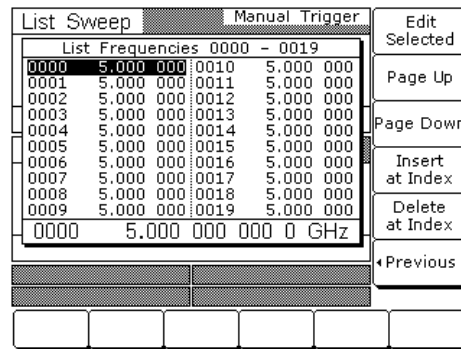 List Sweep
Manual Trigger
List Frequencies 0000 - 0019
0000 5.000 000 0010 5.000 000
0001 5.000 000 0011 5.000 000
0002 5.000 000 0012 5.000 000
0003 5.000 000 0013 5.000 000
0004 5.000 000 0014 5.000 000
0005 5.000 000 0015 5.000 000
0006 5.000 000 0016 5.000 000
0007 5.000 000 0017 5.000 000
0008 5.000 000 0018 5.000 000
0009 5.000 000 0019 5.000 000
0000 5.000 000 000 0 GHz
Edit
Selected
Page Up
Page Down
Insert
at Index
Delete
at Index
Previous